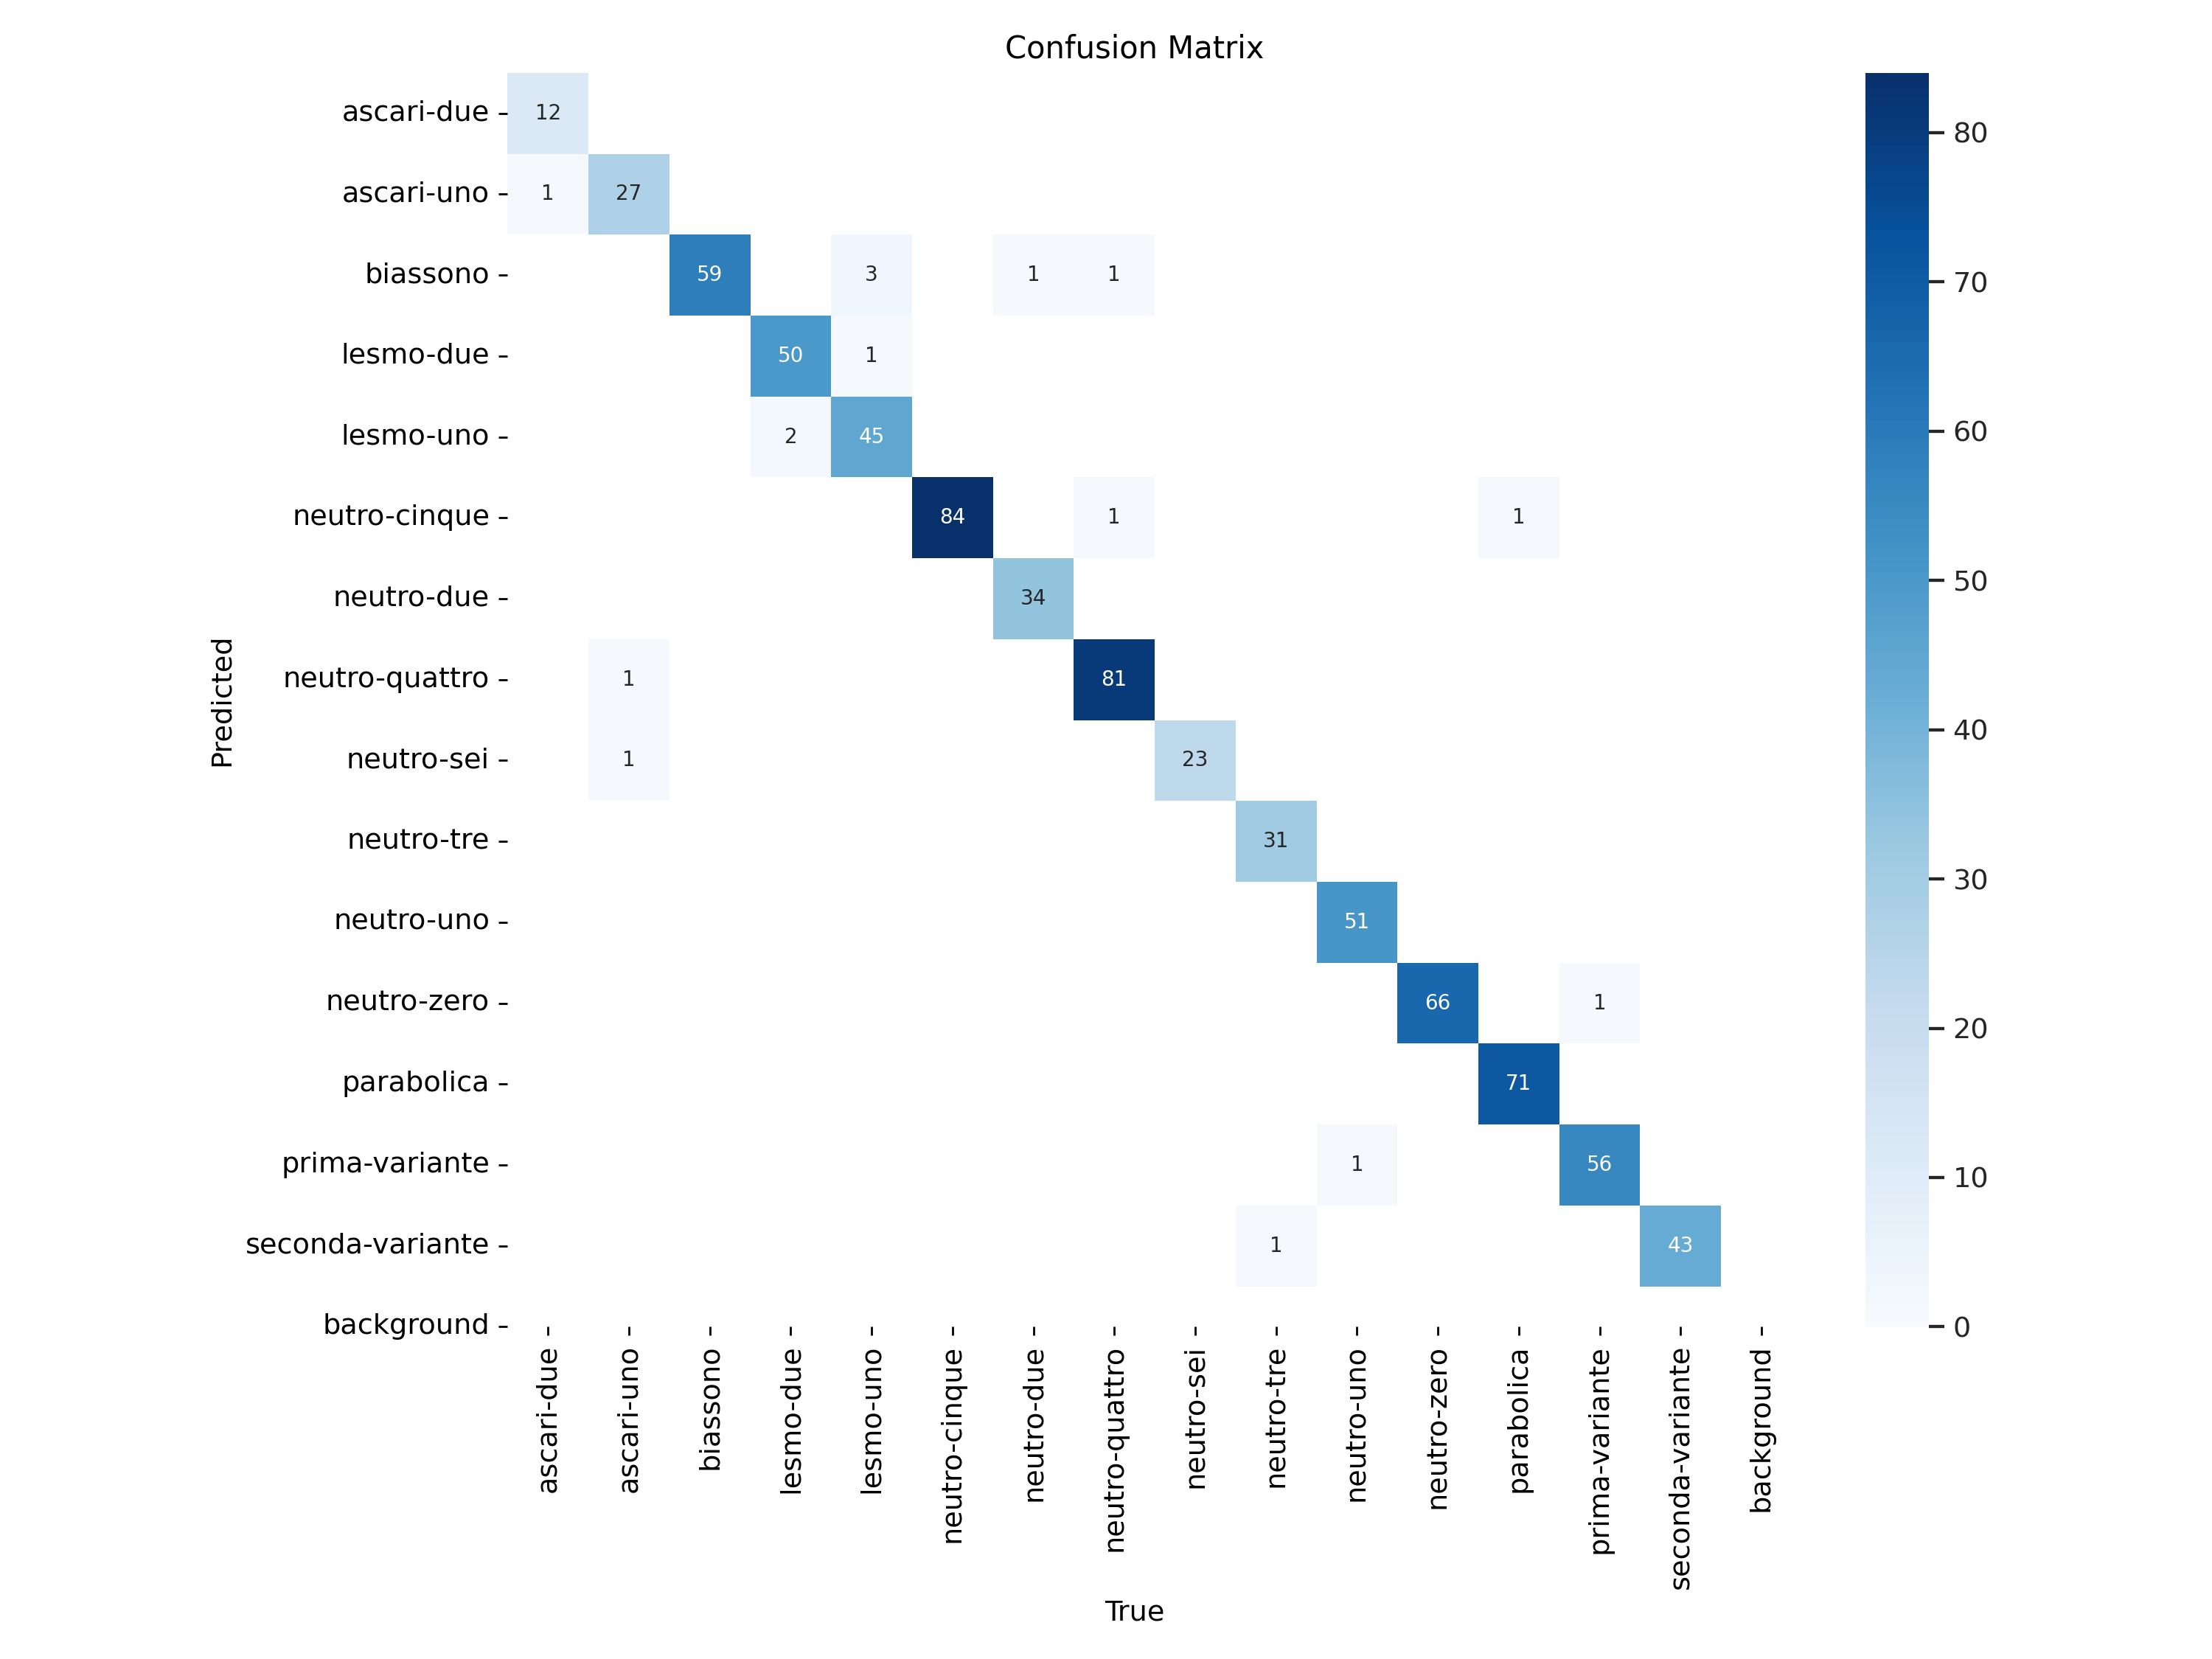 Confusion Matrix
ascari-due 12
ascari-uno 1 27
biassono 59 3 1 1
lesmo-due 50 1
lesmo-uno 2 45
neutro-cinque 84 1 1
neutro-due 34
neutro-quattro 1 81
neutro-sei 1 23
neutro-tre 31
neutro-uno 51
neutro-zero 66 1
parabolica 71
prima-variante 1 56
seconda-variante 1 43
background
Predicted
ascari-due
ascari-uno
biassono
lesmo-due
lesmo-uno
neutro-cinque
neutro-due
neutro-quattro
neutro-sei
neutro-tre
neutro-uno
neutro-zero
parabolica
prima-variante
seconda-variante
background
True
80
70
60
50
40
30
20
10
0